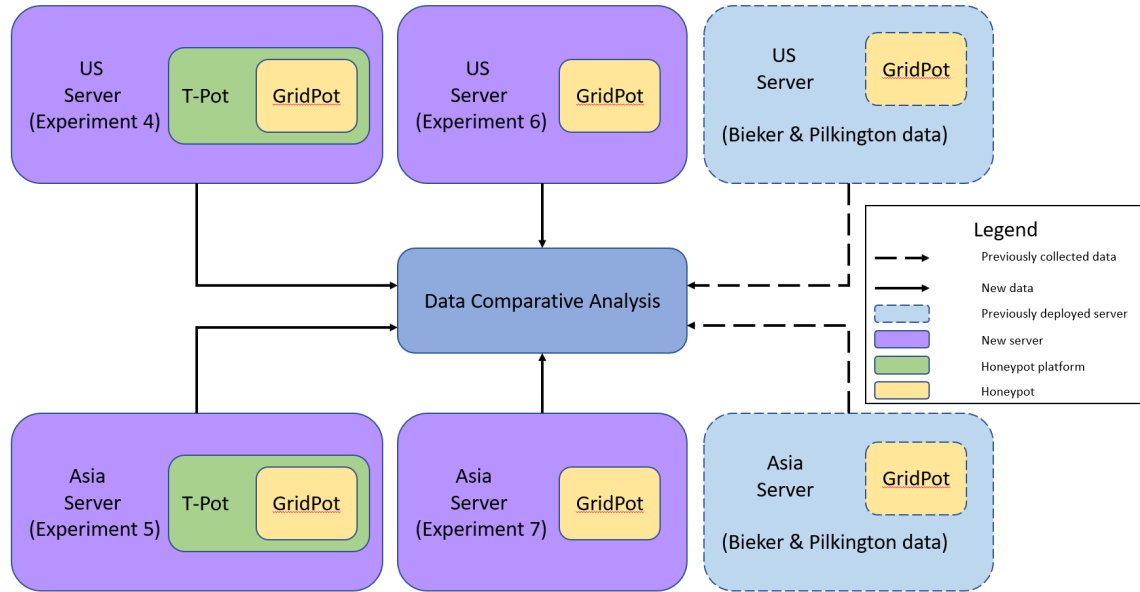 US
Server
(Experiment 4)
T-Pot
GridPot
US
Server
(Experiment 6)
GridPot
US
Server
GridPot
(Bieker & Pilkington data)
Data Comparative Analysis
Legend
Previously collected data
New data
Previously deployed server
New server
Honeypot platform
Honeypot
Asia
Server
(Experiment 5)
T-Pot
GridPot
Asia
Server
(Experiment 7)
GridPot
Asia
Server
GridPot
(Bieker & Pilkington data)